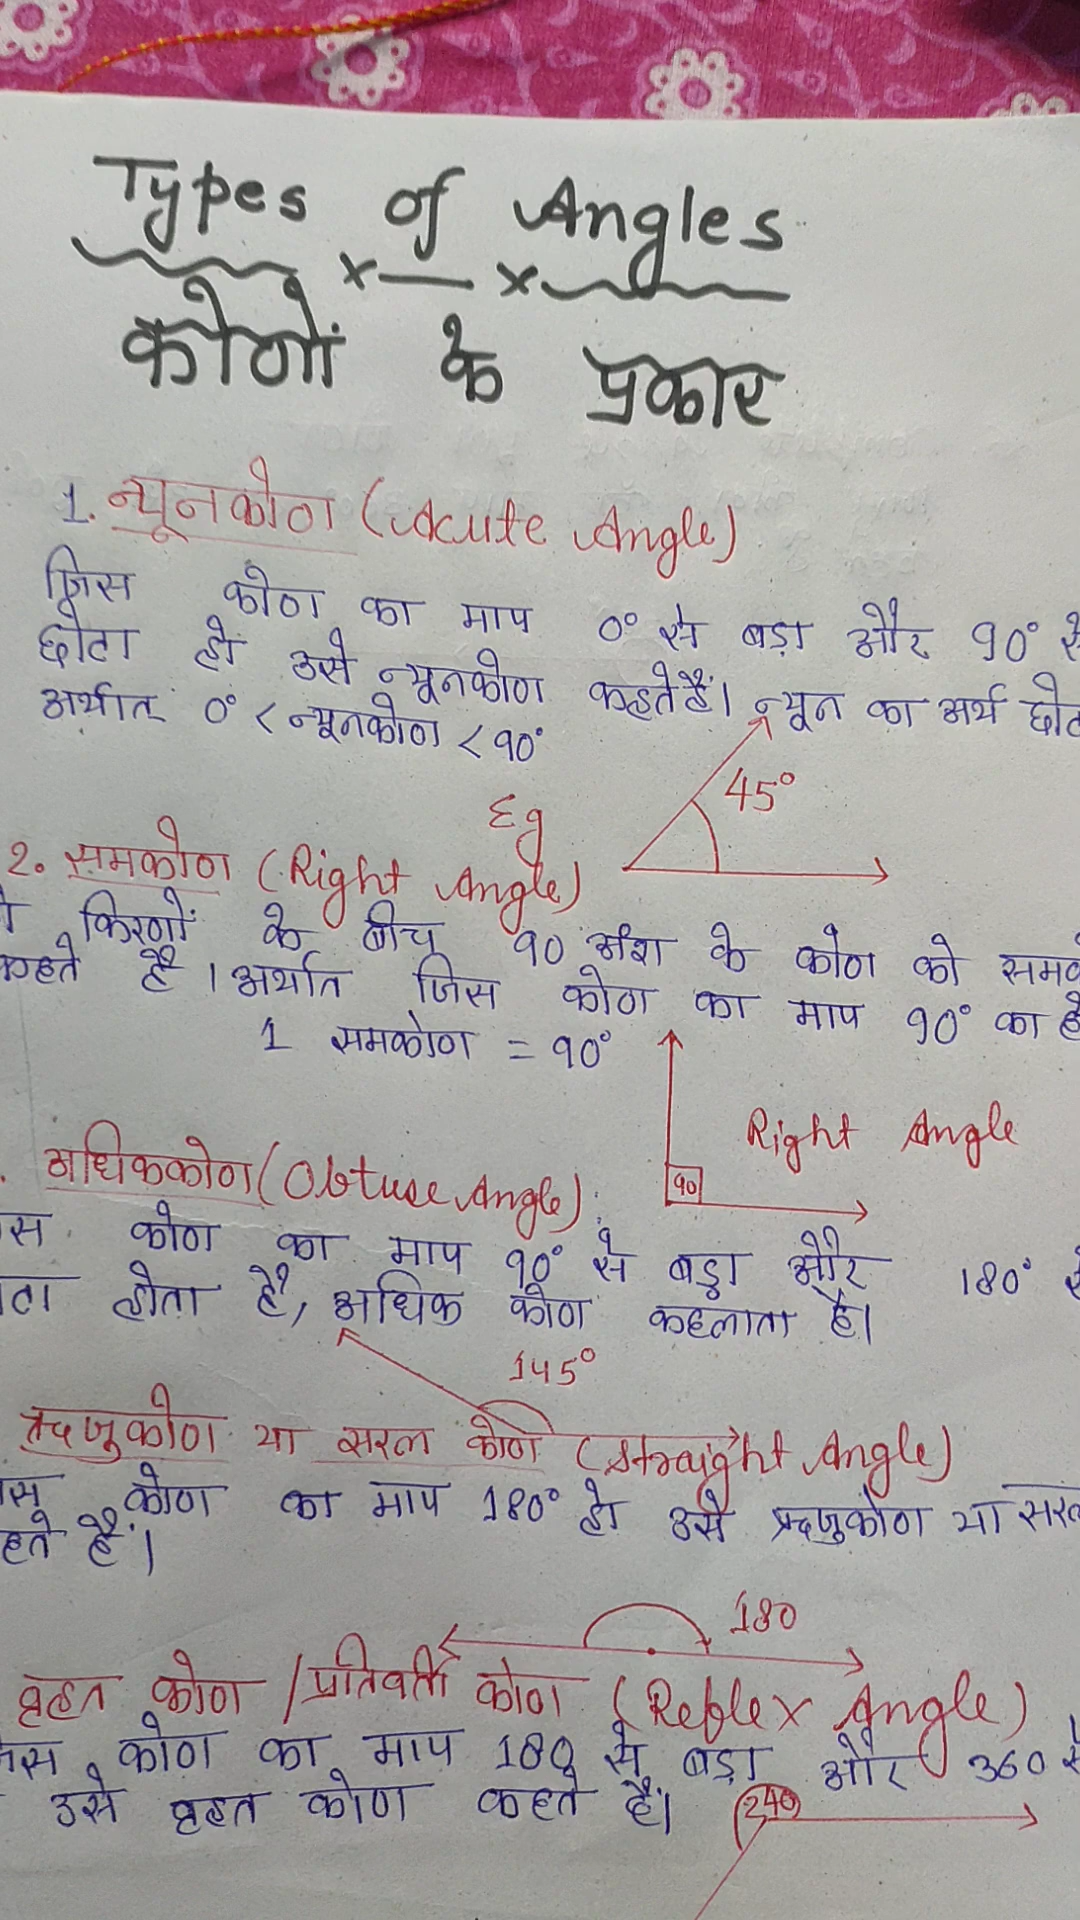 Types of Angles
कोणों के प्रकार
1. न्यूनकोण (Acute Angle)
जिस कोण का माप 0° से बड़ा और 90° से
छोटा हो उसे न्यूनकोण कहते हैं। न्यून का अर्थ छोट
अर्थात् 0° < न्यूनकोण < 90°
45°
Eg
2. समकोण (Right Angle)
किरणों के बीच 90 अंश के कोण को समक
कहते है । अर्थात जिस कोण का माप 90° का है
1 समकोण = 90°
Right Angle
90
. अधिककोण (Obtuse Angle)
स कोण का माप 90° से बड़ा और 180° से
टा होता है, अधिक कोण कहलाता है।
145°
ऋजुकोण या सरल कोण (Straight Angle)
स कोण का माप 180° हो उसे ऋजुकोण या सरल
हते हैं।
180
वृहत कोण / प्रतिवर्ती कोण (Reflex Angle)
स कोण का माप 180 से बड़ा और 360 से
उसे वृहत कोण कहते हैं।
240